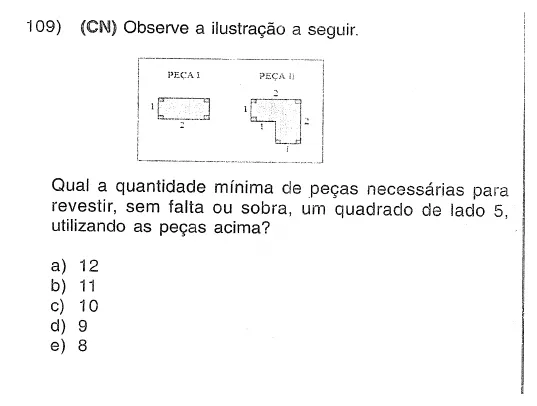 109) (CN) Observe a ilustração a seguir.
PEÇA I PEÇA II
2
1 1
1 2
2
1
Qual a quantidade mínima de peças necessárias para
revestir, sem falta ou sobra, um quadrado de lado 5,
utilizando as peças acima?
a) 12
b) 11
c) 10
d) 9
e) 8